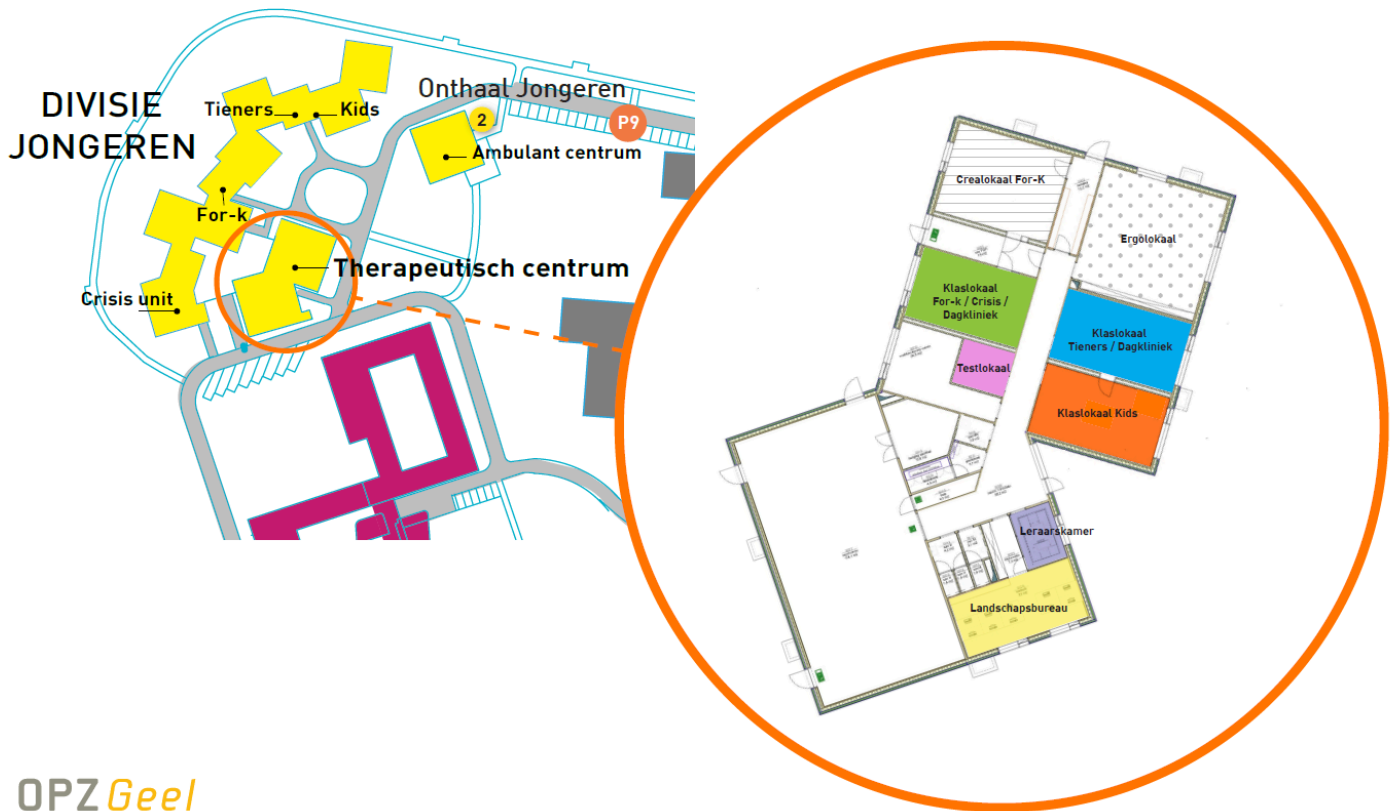 DIVISIE
JONGEREN
Tieners
Kids
Onthaal Jongeren
2
P9
Ambulant centrum
For-k
Therapeutisch centrum
Crisis unit
Crealokaal For-K
Ergolokaal
Klaslokaal
For-k / Crisis /
Dagkliniek
Klaslokaal
Tieners / Dagkliniek
Testlokaal
Klaslokaal Kids
Leraarskamer
Landschapsbureau
OPZ Geel